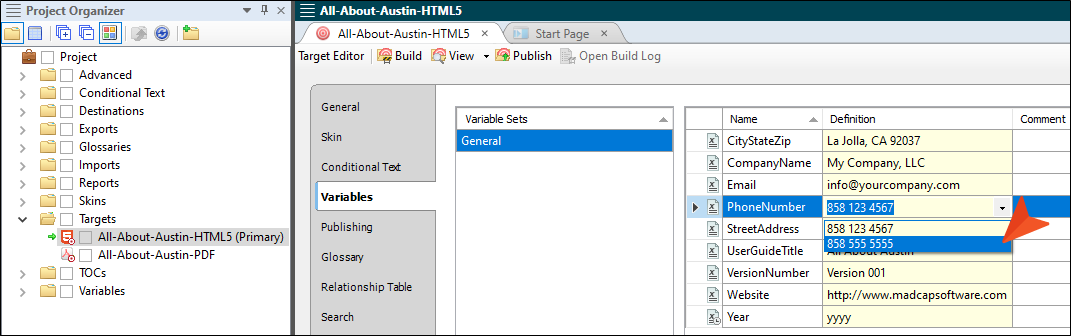 Project Organizer
All-About-Austin-HTML5
All-About-Austin-HTML5
Start Page
Target Editor Build View Publish Open Build Log
Project
Advanced
Conditional Text
Destinations
Exports
Glossaries
Imports
Reports
Skins
Targets
All-About-Austin-HTML5 (Primary)
All-About-Austin-PDF
TOCs
Variables
General
Skin
Conditional Text
Variables
Publishing
Glossary
Relationship Table
Search
Variable Sets
General
Name Definition Comment
CityStateZip La Jolla, CA 92037
CompanyName My Company, LLC
Email info@yourcompany.com
PhoneNumber 858 123 4567
StreetAddress 858 123 4567
858 555 5555
UserGuideTitle All About Austin
VersionNumber Version 001
Website http://www.madcapsoftware.com
Year yyyy